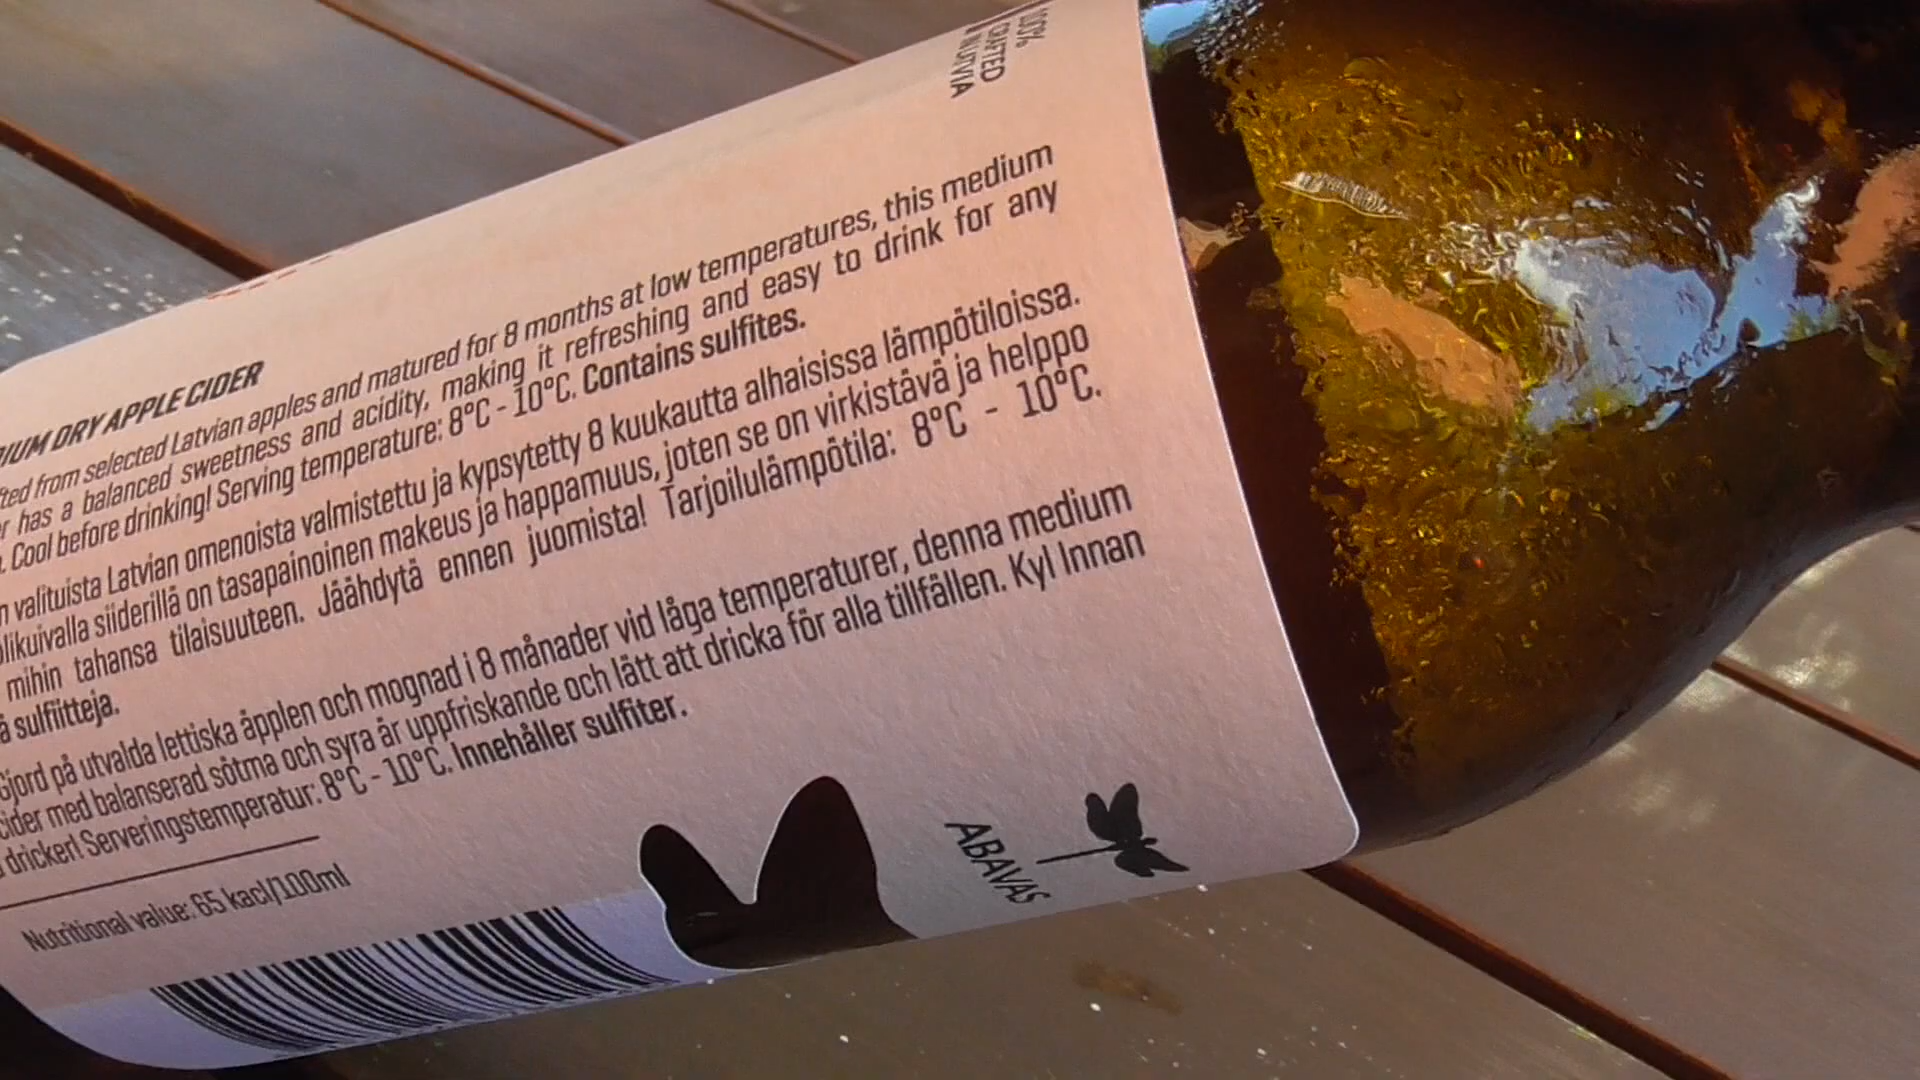 100%
CRAFTED
IN LATVIA
DIUM DRY APPLE CIDER
fted from selected Latvian apples and matured for 8 months at low temperatures, this medium
r has a balanced sweetness and acidity, making it refreshing and easy to drink for any
. Cool before drinking! Serving temperature: 8°C - 10°C. Contains sulfites.
n valituista Latvian omenoista valmistettu ja kypsytetty 8 kuukautta alhaisissa lämpötiloissa.
likuivalla siiderillä on tasapainoinen makeus ja happamuus, joten se on virkistävä ja helppo
mihin tahansa tilaisuuteen. Jäähdytä ennen juomista! Tarjoilulämpötila: 8°C - 10°C.
ä sulfiitteja.
Gjord på utvalda lettiska äpplen och mognad i 8 månader vid låga temperaturer, denna medium
cider med balanserad sötma och syra är uppfriskande och lätt att dricka för alla tillfällen. Kyl Innan
dricker! Serveringstemperatur: 8°C - 10°C. Innehåller sulfiter.
Nutritional value: 65 kacl/100ml
ABAVAS